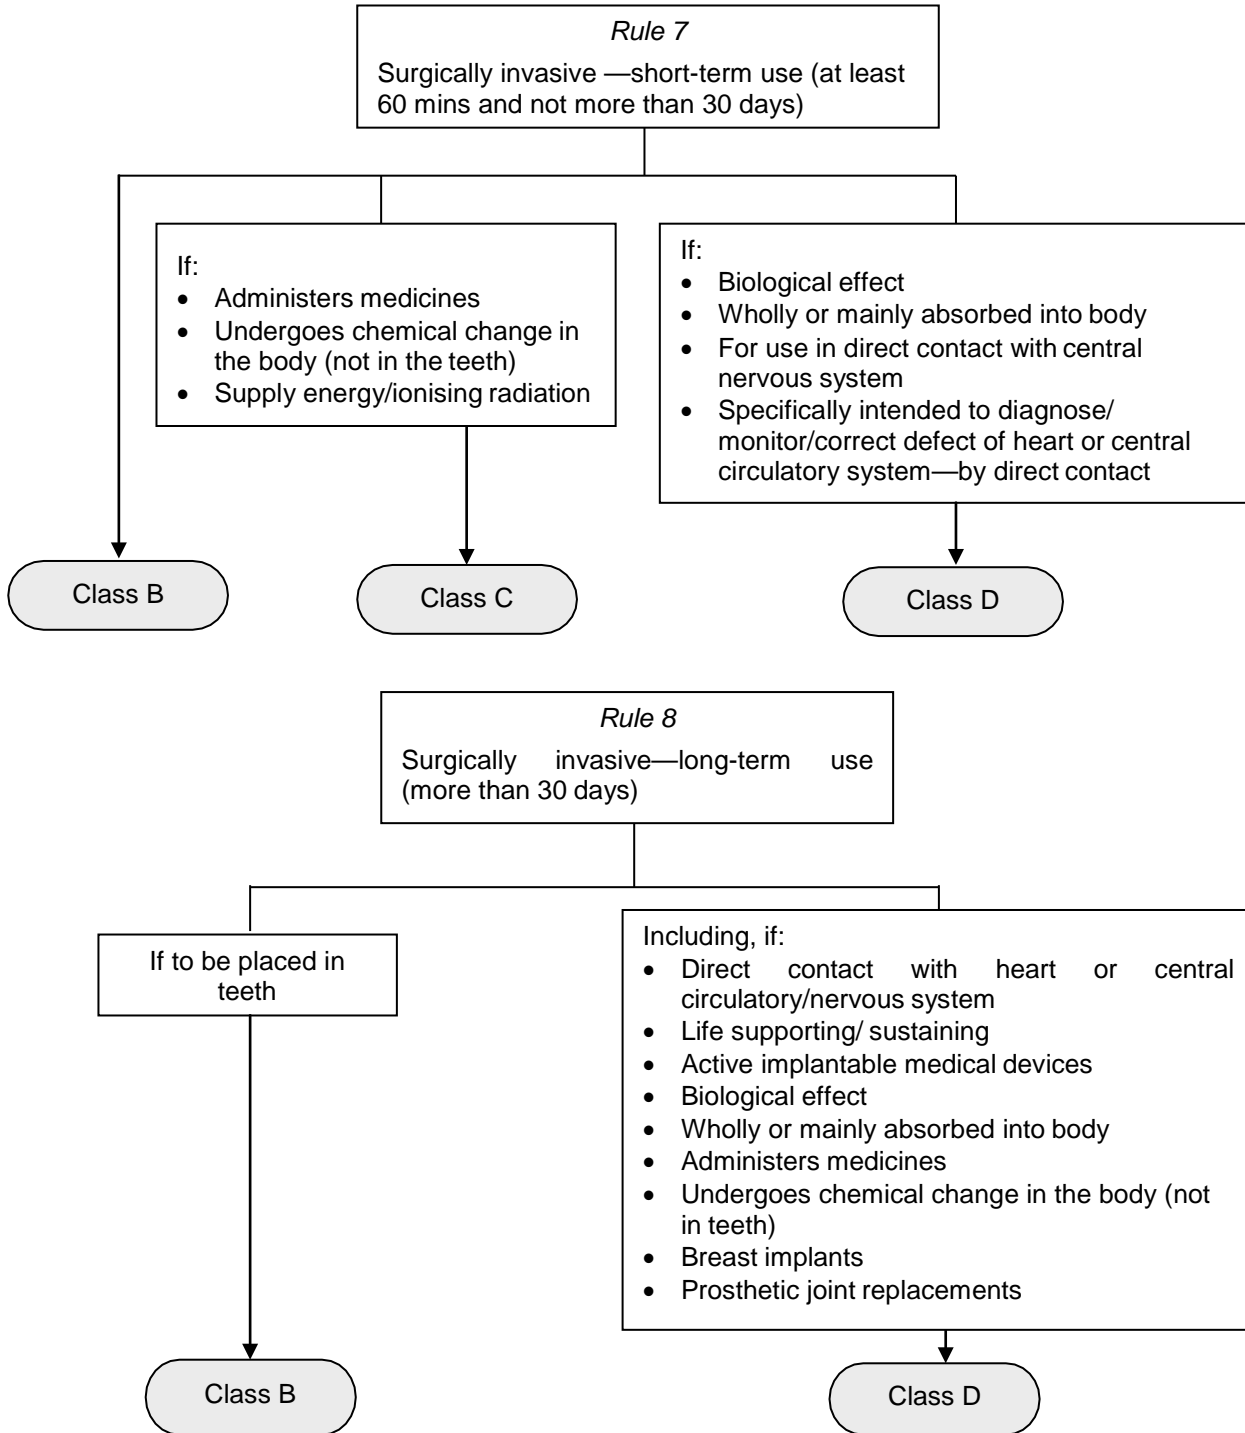 Rule 7
Surgically invasive —short-term use (at least
60 mins and not more than 30 days)
If:
• Administers medicines
• Undergoes chemical change in
the body (not in the teeth)
• Supply energy/ionising radiation
If:
• Biological effect
• Wholly or mainly absorbed into body
• For use in direct contact with central
nervous system
• Specifically intended to diagnose/
monitor/correct defect of heart or central
circulatory system—by direct contact
Class B
Class C
Class D
Rule 8
Surgically invasive—long-term use
(more than 30 days)
If to be placed in
teeth
Including, if:
• Direct contact with heart or central
circulatory/nervous system
• Life supporting/ sustaining
• Active implantable medical devices
• Biological effect
• Wholly or mainly absorbed into body
• Administers medicines
• Undergoes chemical change in the body (not
in teeth)
• Breast implants
• Prosthetic joint replacements
Class B
Class D